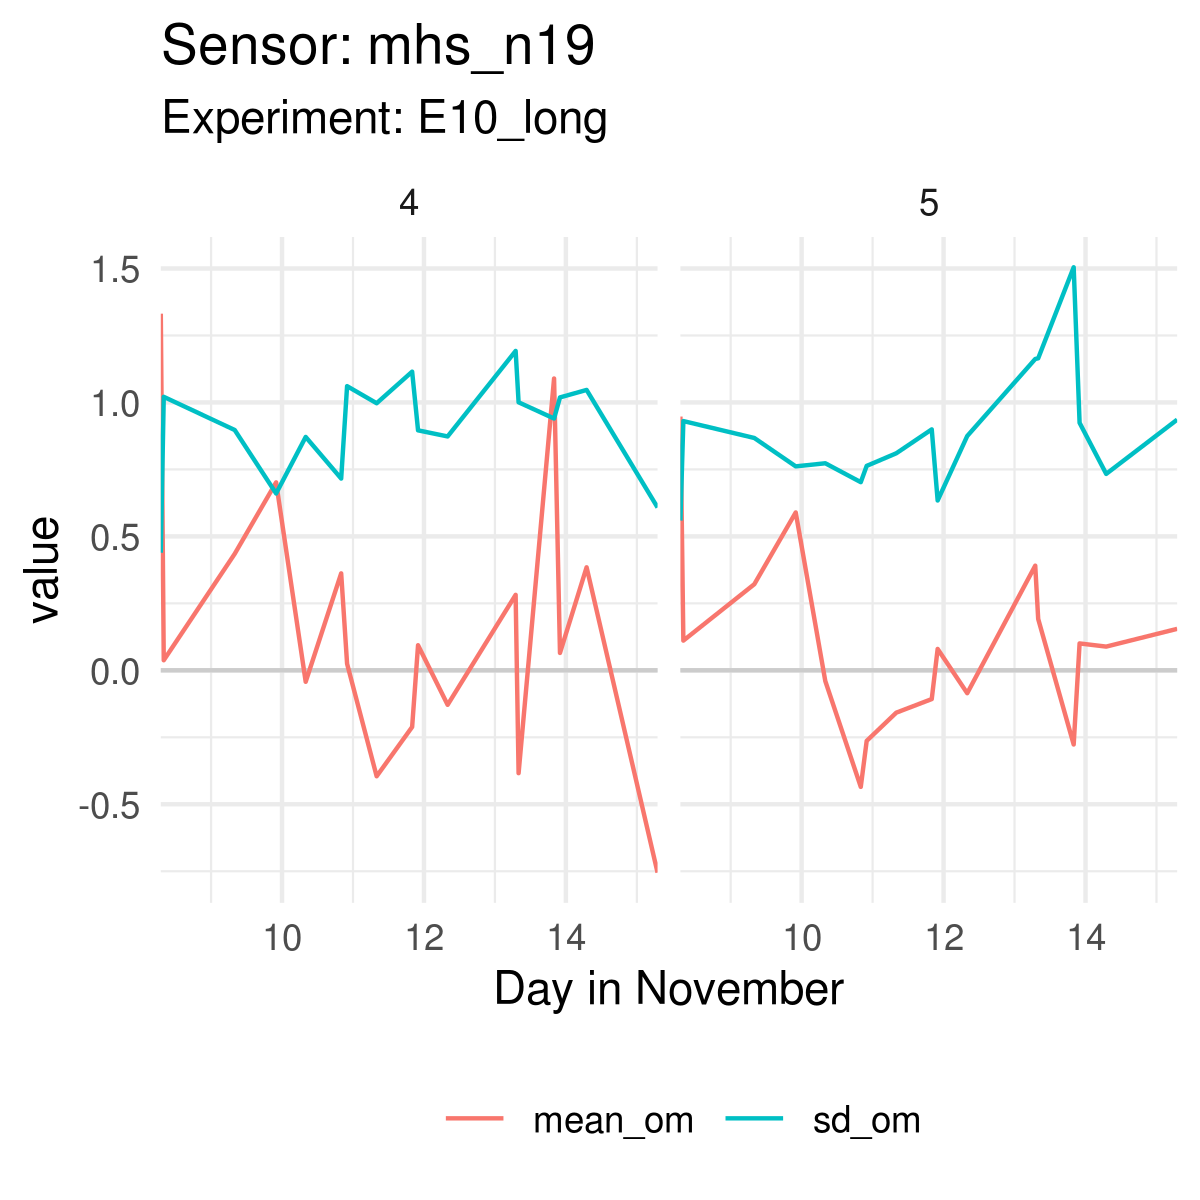 Sensor: mhs_n19
Experiment: E10_long
4 5
1.5
1.0
0.5
0.0
-0.5
value
10 12 14 10 12 14
Day in November
mean_om sd_om